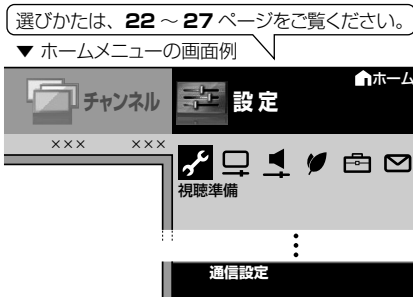 選びかたは、22 ～ 27 ページをご覧ください。
▼ ホームメニューの画面例
ホーム
チャンネル 設定
××× ×××
視聴準備
通信設定